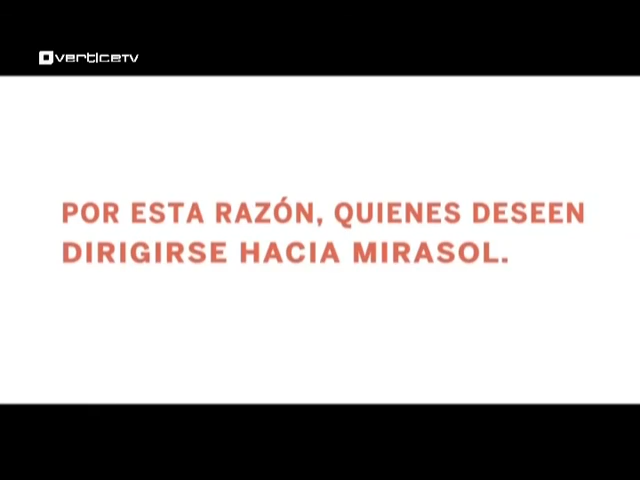 verticeTV
POR ESTA RAZÓN, QUIENES DESEEN
DIRIGIRSE HACIA MIRASOL.